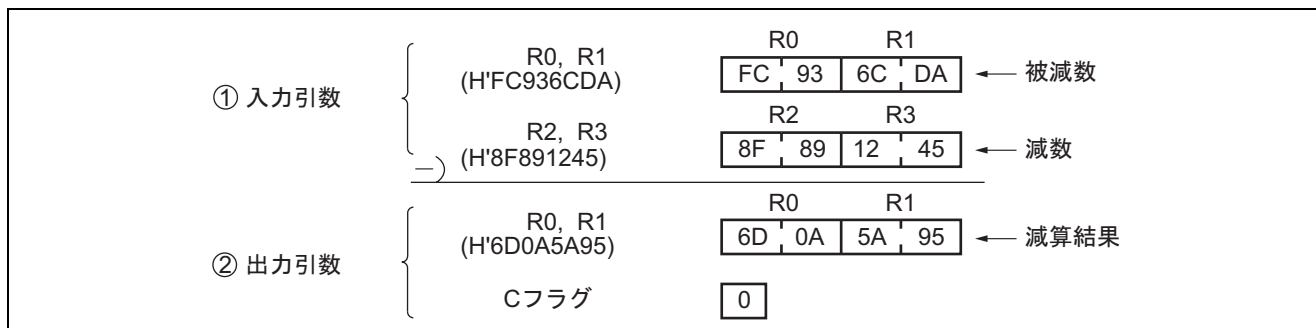 R0 R1
R0, R1
(H'FC936CDA)
FC 93 6C DA
被減数
① 入力引数
R2 R3
R2, R3
(H'8F891245)
8F 89 12 45
減数
－)
R0 R1
R0, R1
(H'6D0A5A95)
6D 0A 5A 95
減算結果
② 出力引数
Cフラグ
0